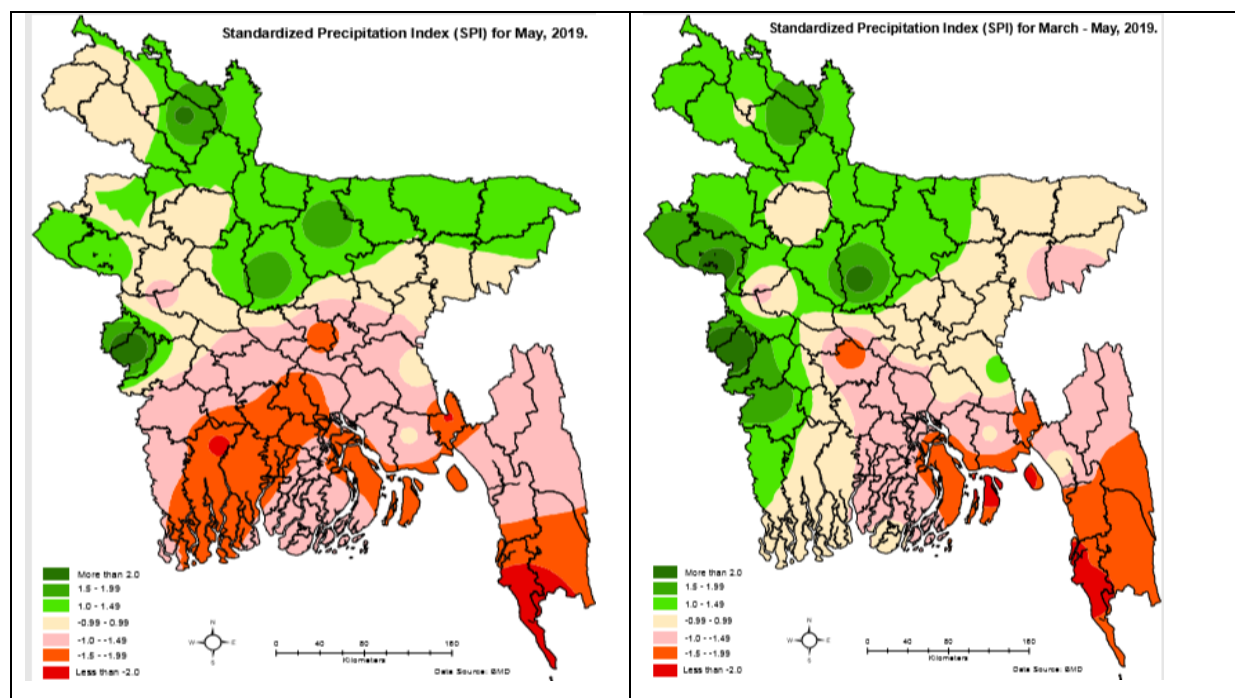 Standardized Precipitation Index (SPI) for May, 2019.
More than 2.0
1.5 - 1.99
1.0 - 1.49
-0.99 - 0.99
-1.0 - -1.49
-1.5 - -1.99
Less than -2.0
N
W
E
S
0 40 80 160
Kilometers
Data Source: BMD
Standardized Precipitation Index (SPI) for March - May, 2019.
More than 2.0
1.5 - 1.99
1.0 - 1.49
-0.99 - 0.99
-1.0 - -1.49
-1.5 - -1.99
Less than -2.0
N
W
E
S
0 40 80 160
Kilometers
Data Source: BMD